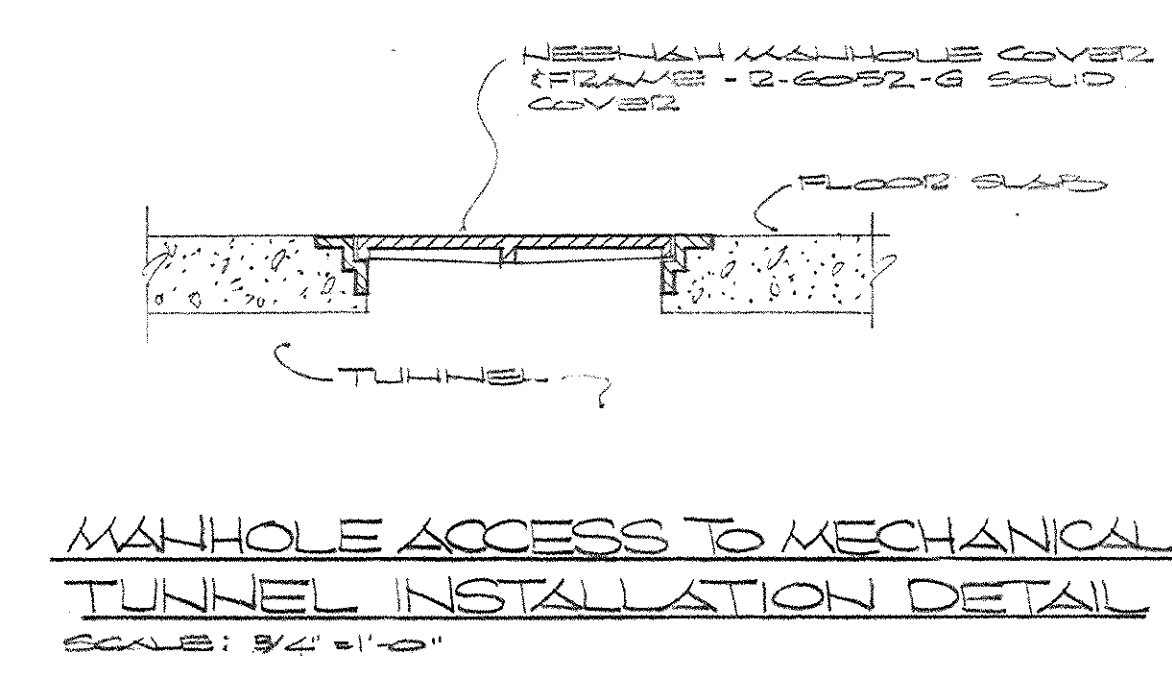 NEENAH MANHOLE COVER
& FRAME - R-6052-G SOLID
COVER
FLOOR SLAB
TUNNEL
MANHOLE ACCESS TO MECHANICAL
TUNNEL INSTALLATION DETAIL
SCALE: 3/4" = 1'-0"